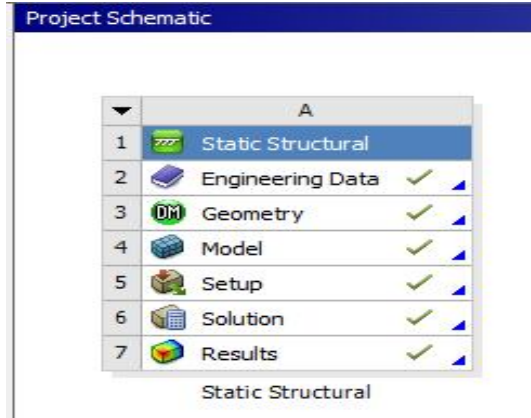 Project Schematic
A
1 Static Structural
2 Engineering Data
3 DM Geometry
4 Model
5 Setup
6 Solution
7 Results
Static Structural